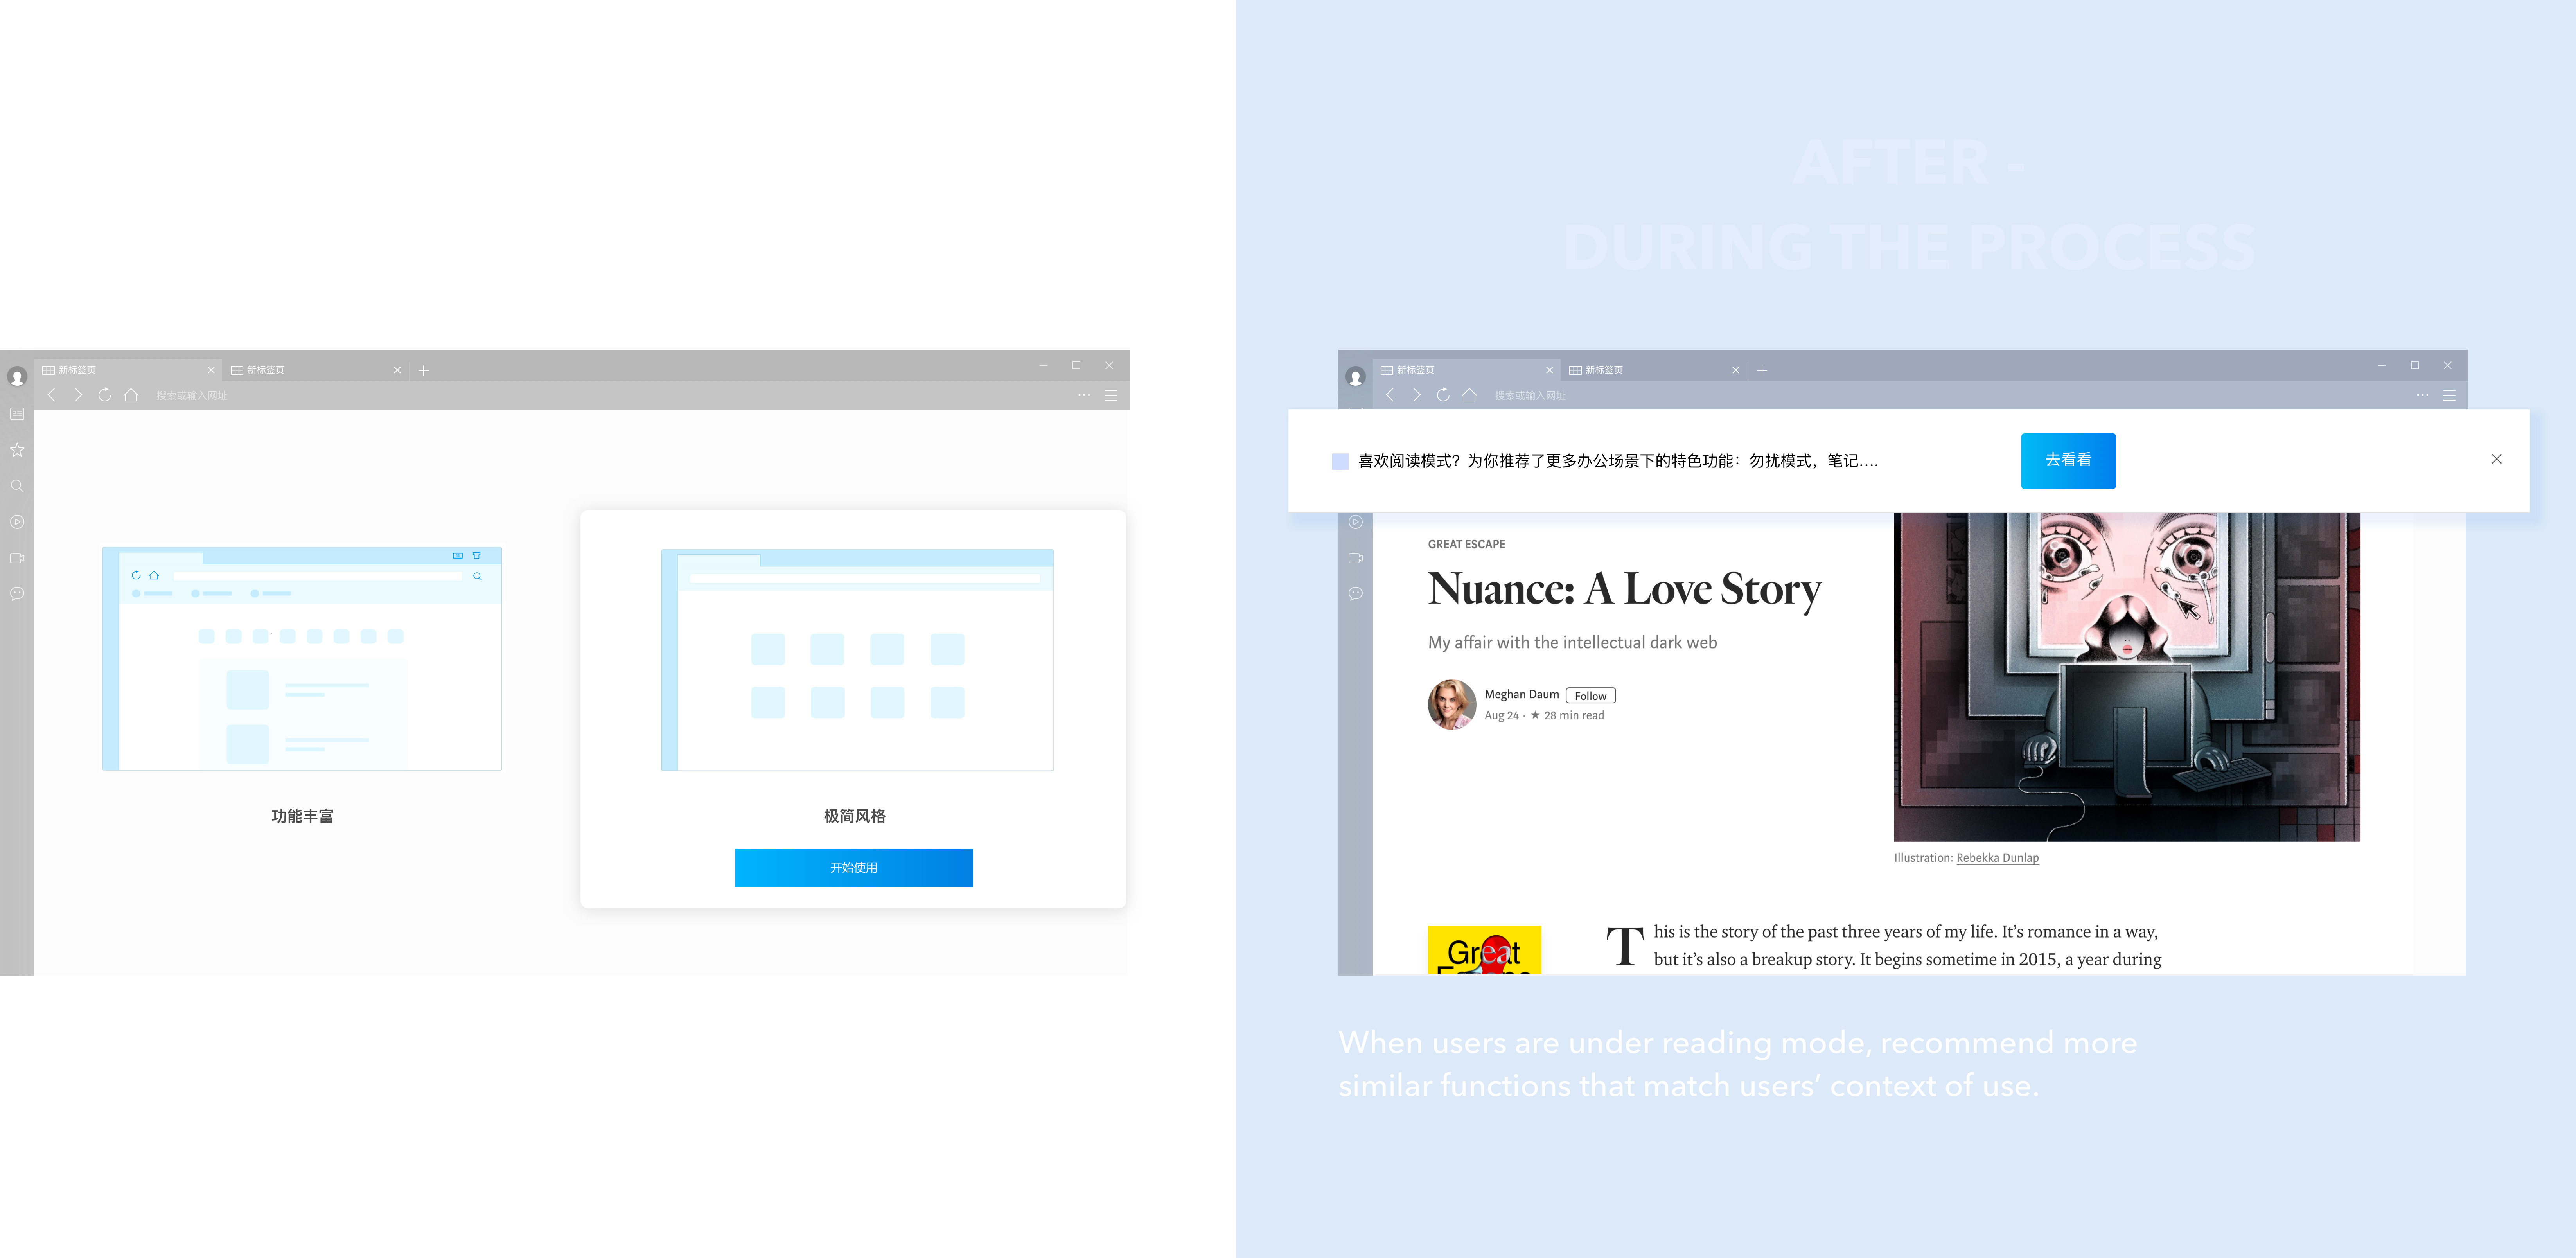 新标签页
新标签页
搜索或输入网址
功能丰富
极简风格
开始使用
AFTER -
DURING THE PROCESS
新标签页
新标签页
搜索或输入网址
喜欢阅读模式？为你推荐了更多办公场景下的特色功能：勿扰模式，笔记....
去看看
GREAT ESCAPE
Nuance: A Love Story
My affair with the intellectual dark web
Meghan Daum Follow
Aug 24 · ★ 28 min read
Illustration: Rebekka Dunlap
Great
This is the story of the past three years of my life. It’s romance in a way,
but it’s also a breakup story. It begins sometime in 2015, a year during
When users are under reading mode, recommend more
similar functions that match users’ context of use.